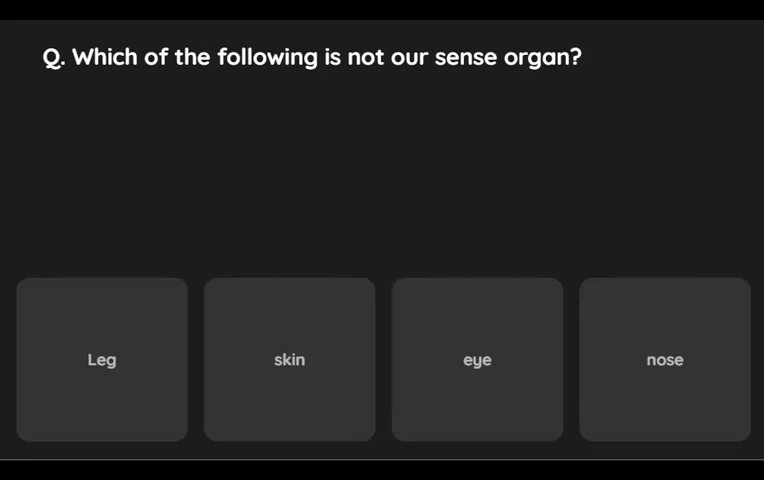 Q. Which of the following is not our sense organ?
Leg
skin
eye
nose